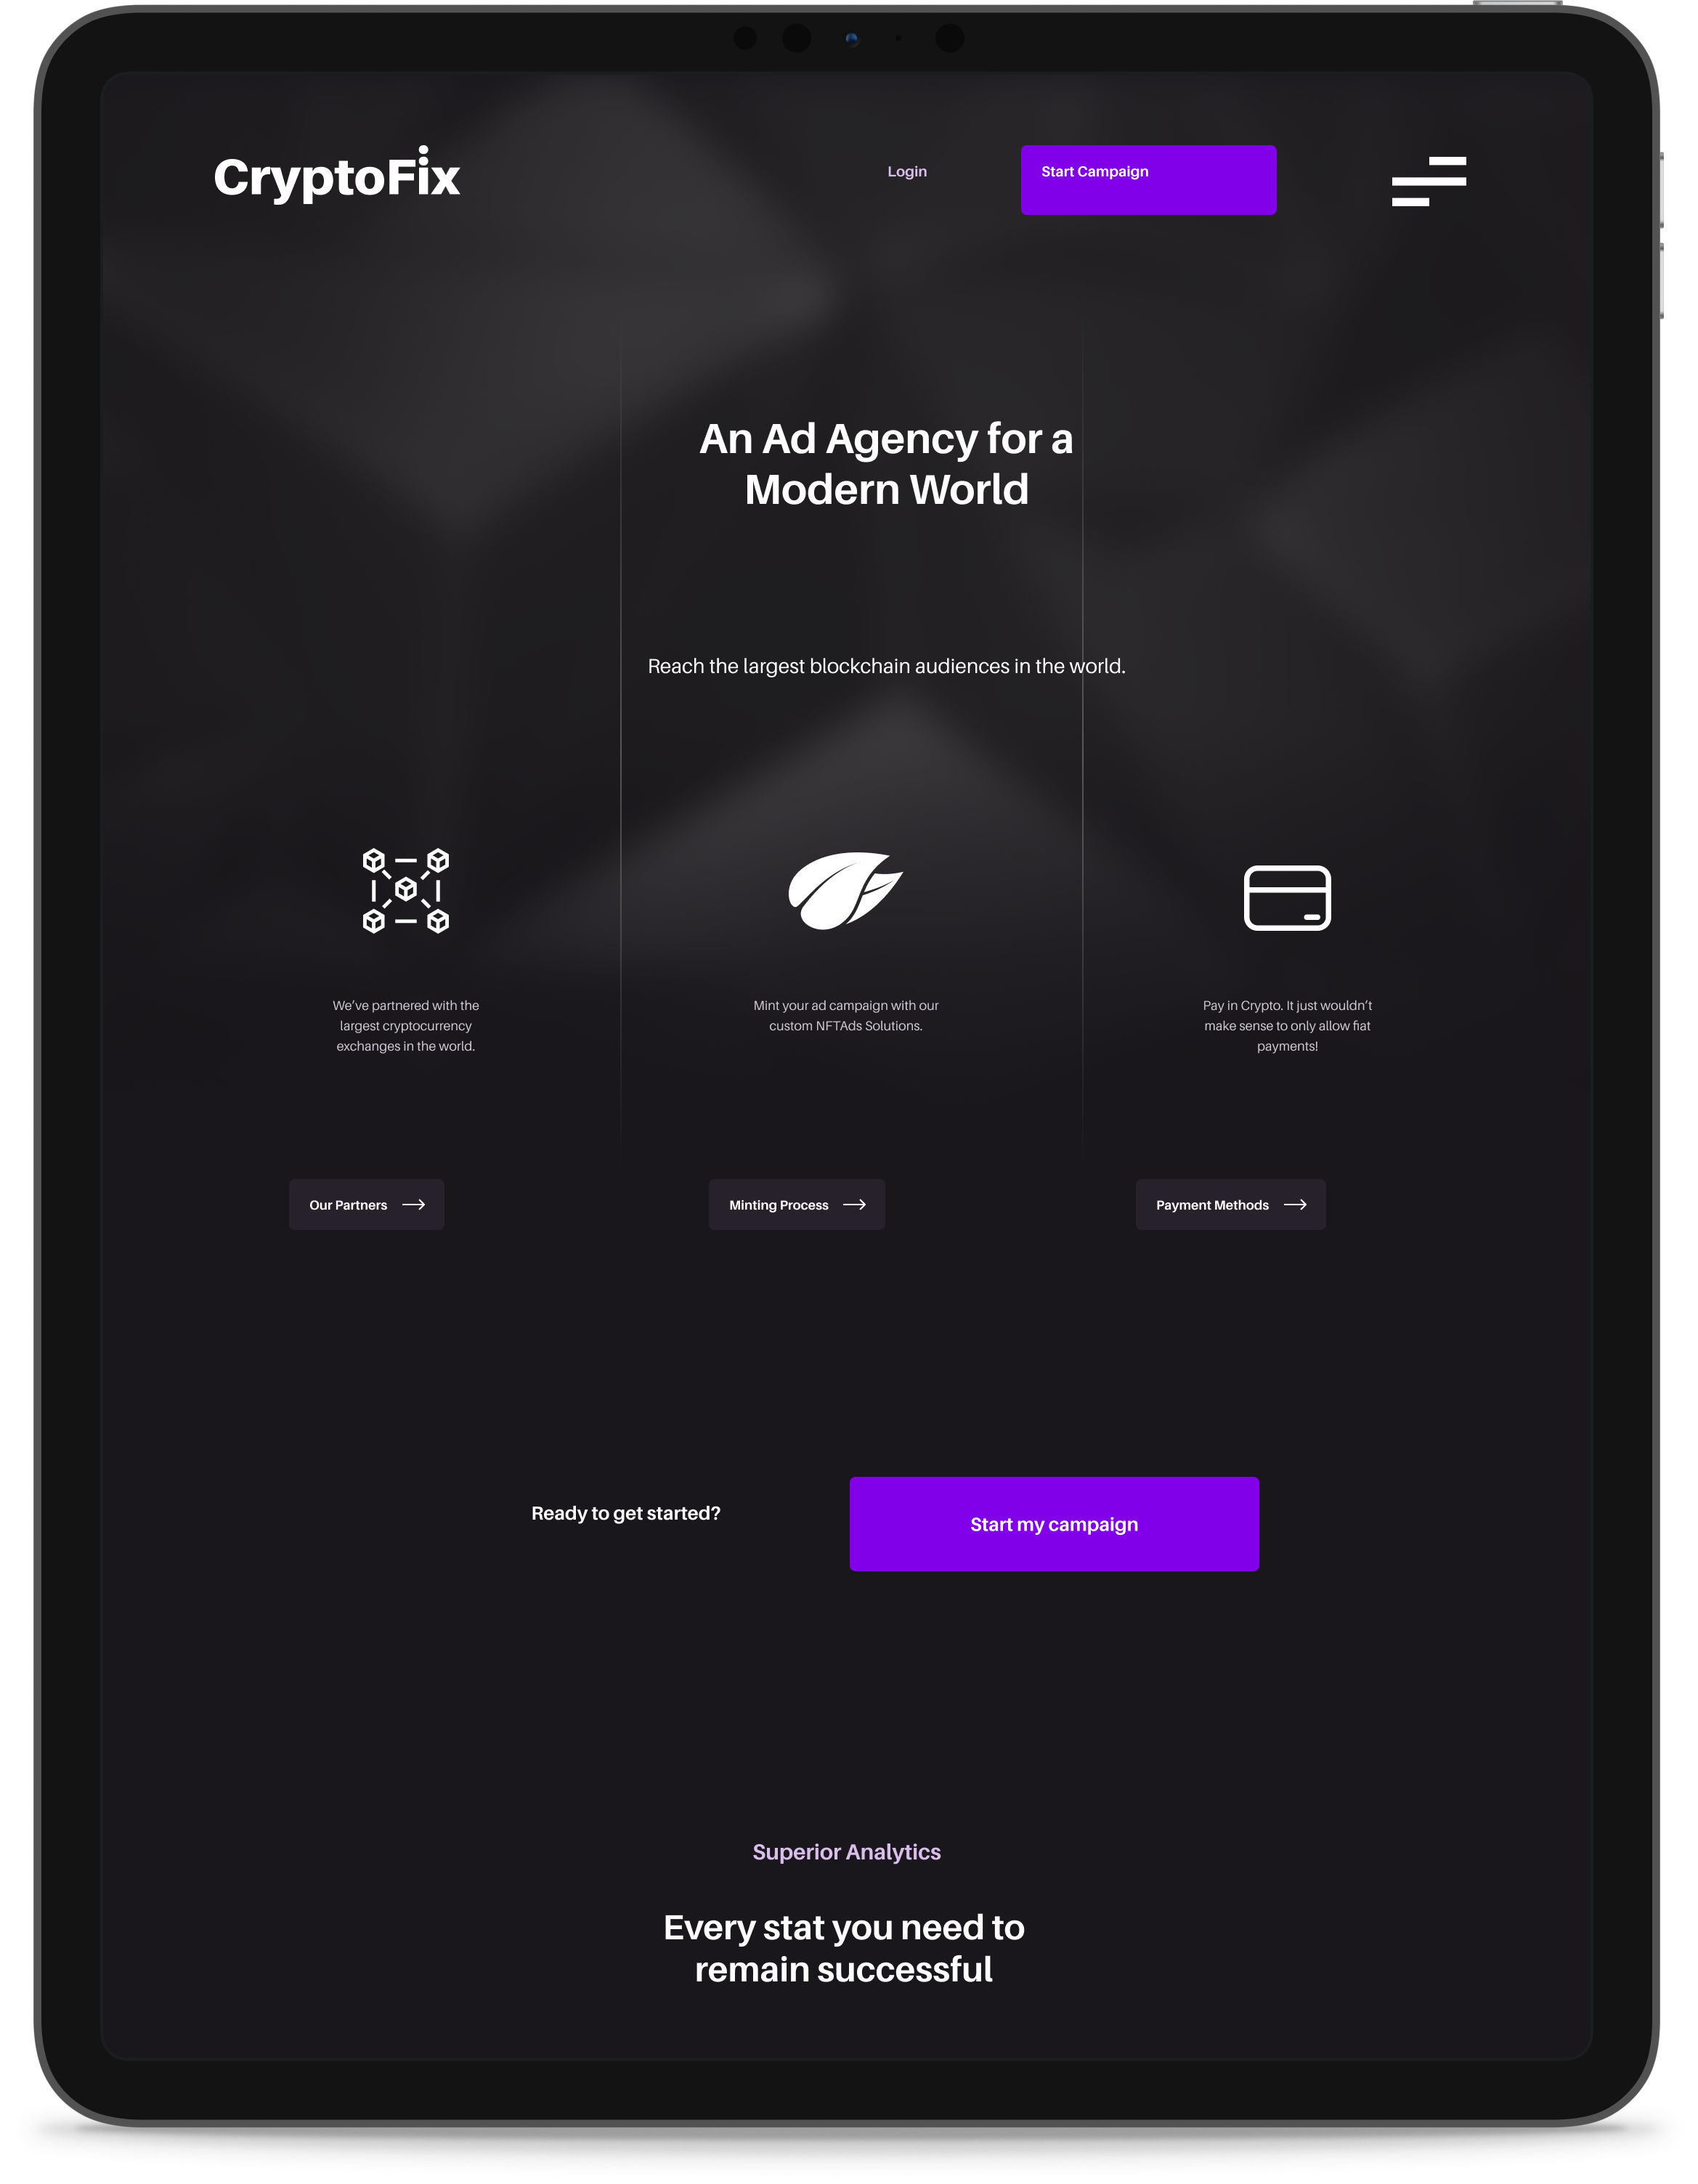 CryptoFix
Login
Start Campaign
An Ad Agency for a
Modern World
Reach the largest blockchain audiences in the world.
We’ve partnered with the
largest cryptocurrency
exchanges in the world.
Mint your ad campaign with our
custom NFTAds Solutions.
Pay in Crypto. It just wouldn’t
make sense to only allow fiat
payments!
Our Partners
Minting Process
Payment Methods
Ready to get started?
Start my campaign
Superior Analytics
Every stat you need to
remain successful